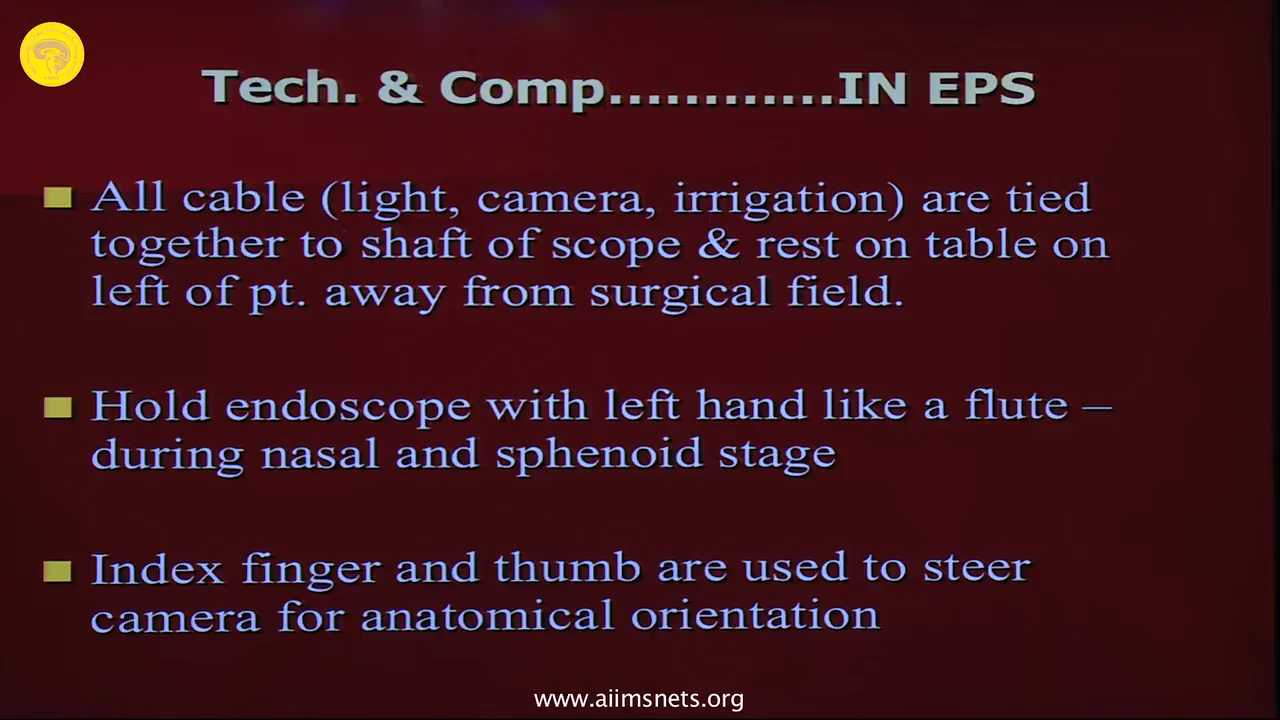 Tech. & Comp............IN EPS
All cable (light, camera, irrigation) are tied
together to shaft of scope & rest on table on
left of pt. away from surgical field.
Hold endoscope with left hand like a flute –
during nasal and sphenoid stage
Index finger and thumb are used to steer
camera for anatomical orientation
www.aiimsnets.org